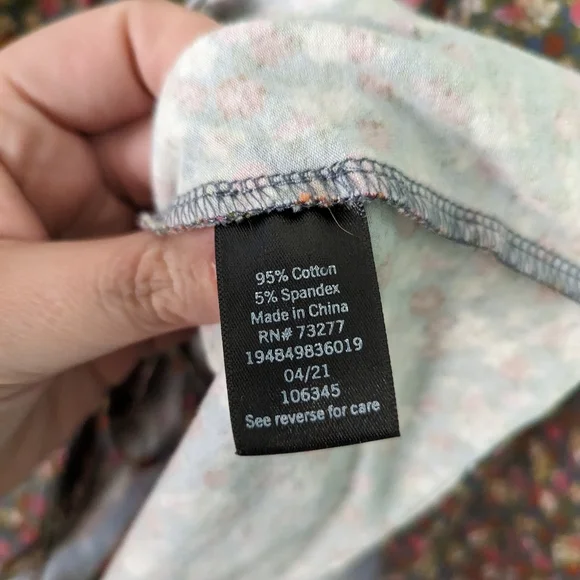 95% Cotton
5% Spandex
Made in China
RN# 73277
194849836019
04/21
106345
See reverse for care